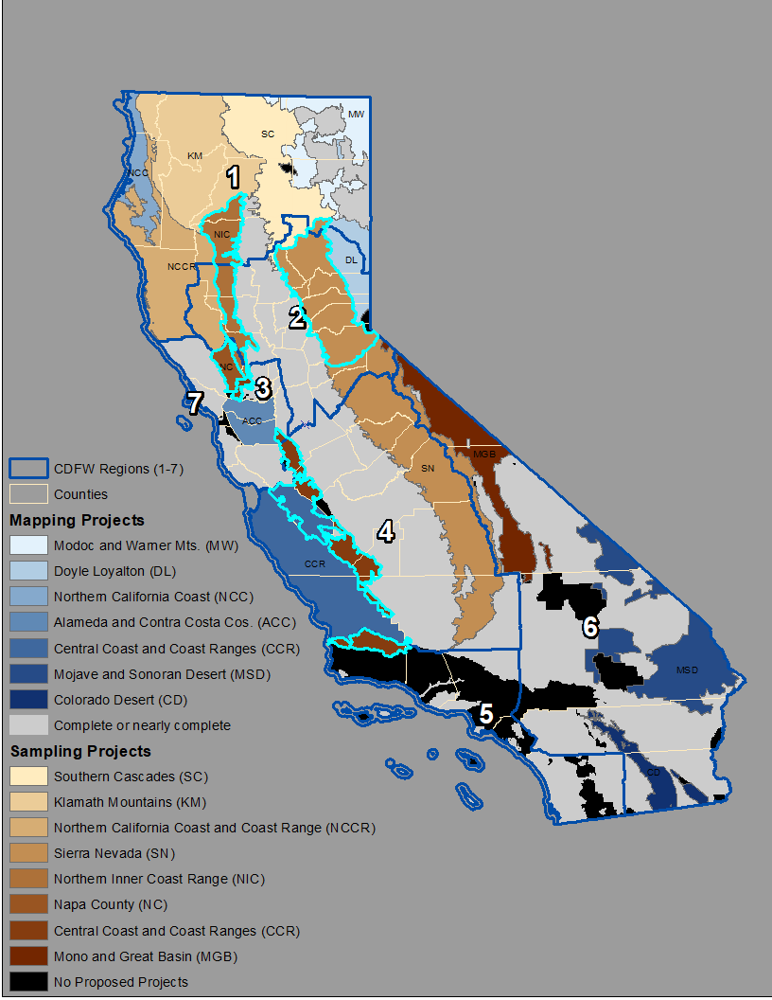 MW
SC
KM
1
NCC
NIC
DL
NCCR
2
NC
3
7
ACC
SN
MGB
4
CCR
6
MSD
5
CD
CDFW Regions (1-7)
Counties
Mapping Projects
Modoc and Warner Mts. (MW)
Doyle Loyalton (DL)
Northern California Coast (NCC)
Alameda and Contra Costa Cos. (ACC)
Central Coast and Coast Ranges (CCR)
Mojave and Sonoran Desert (MSD)
Colorado Desert (CD)
Complete or nearly complete
Sampling Projects
Southern Cascades (SC)
Klamath Mountains (KM)
Northern California Coast and Coast Range (NCCR)
Sierra Nevada (SN)
Northern Inner Coast Range (NIC)
Napa County (NC)
Central Coast and Coast Ranges (CCR)
Mono and Great Basin (MGB)
No Proposed Projects